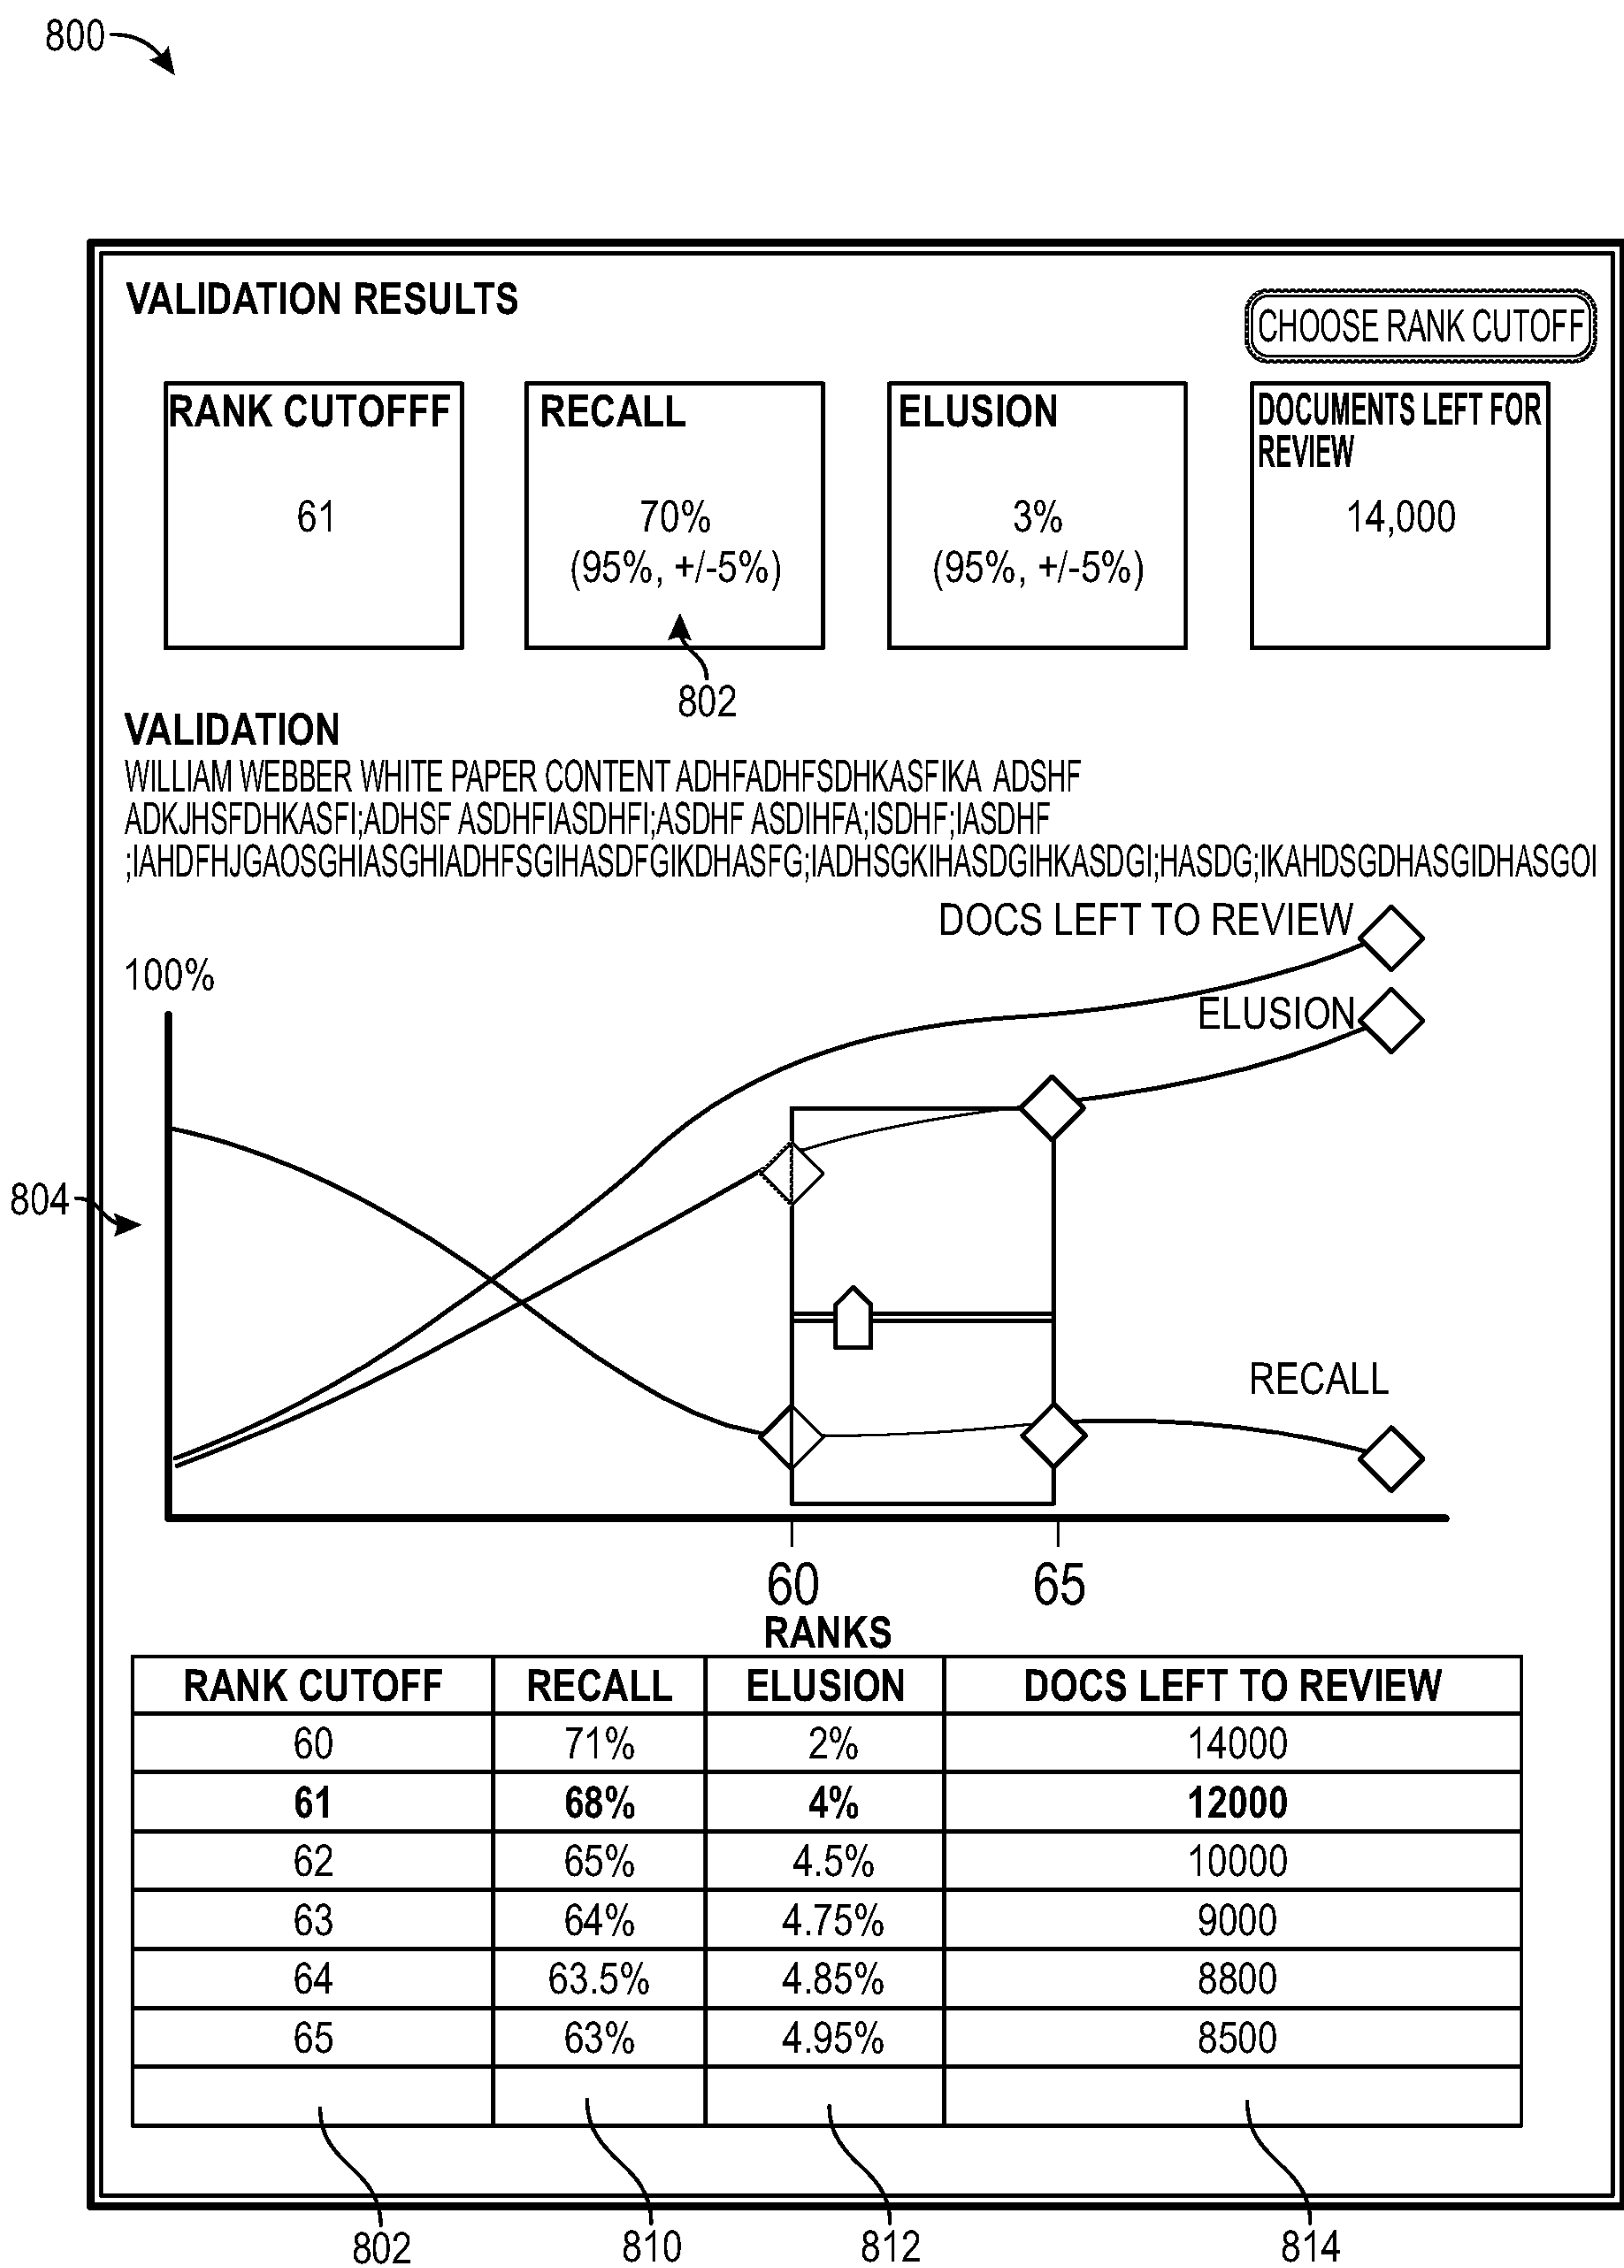 800
VALIDATION RESULTS
CHOOSE RANK CUTOFF
RANK CUTOFFF
61
RECALL
70%
(95%, +/-5%)
ELUSION
3%
(95%, +/-5%)
DOCUMENTS LEFT FOR
REVIEW
14,000
802
VALIDATION
WILLIAM WEBBER WHITE PAPER CONTENT ADHFADHFSDHKASFIKA ADSHF
ADKJHSFDHKASFI;ADHSF ASDHFIASDHFI;ASDHF ASDIHFA;ISDHF;IASDHF
;IAHDFHJGAOSGHIASGHIADHFSGIHASDFGIKDHASFG;IADHSGKIHASDGIHKASDGI;HASDG;IKAHDSGDHASGIDHASGOI
DOCS LEFT TO REVIEW
100%
ELUSION
804
RECALL
60 65
RANKS
RANK CUTOFF RECALL ELUSION DOCS LEFT TO REVIEW
60 71% 2% 14000
61 68% 4% 12000
62 65% 4.5% 10000
63 64% 4.75% 9000
64 63.5% 4.85% 8800
65 63% 4.95% 8500
802 810 812 814